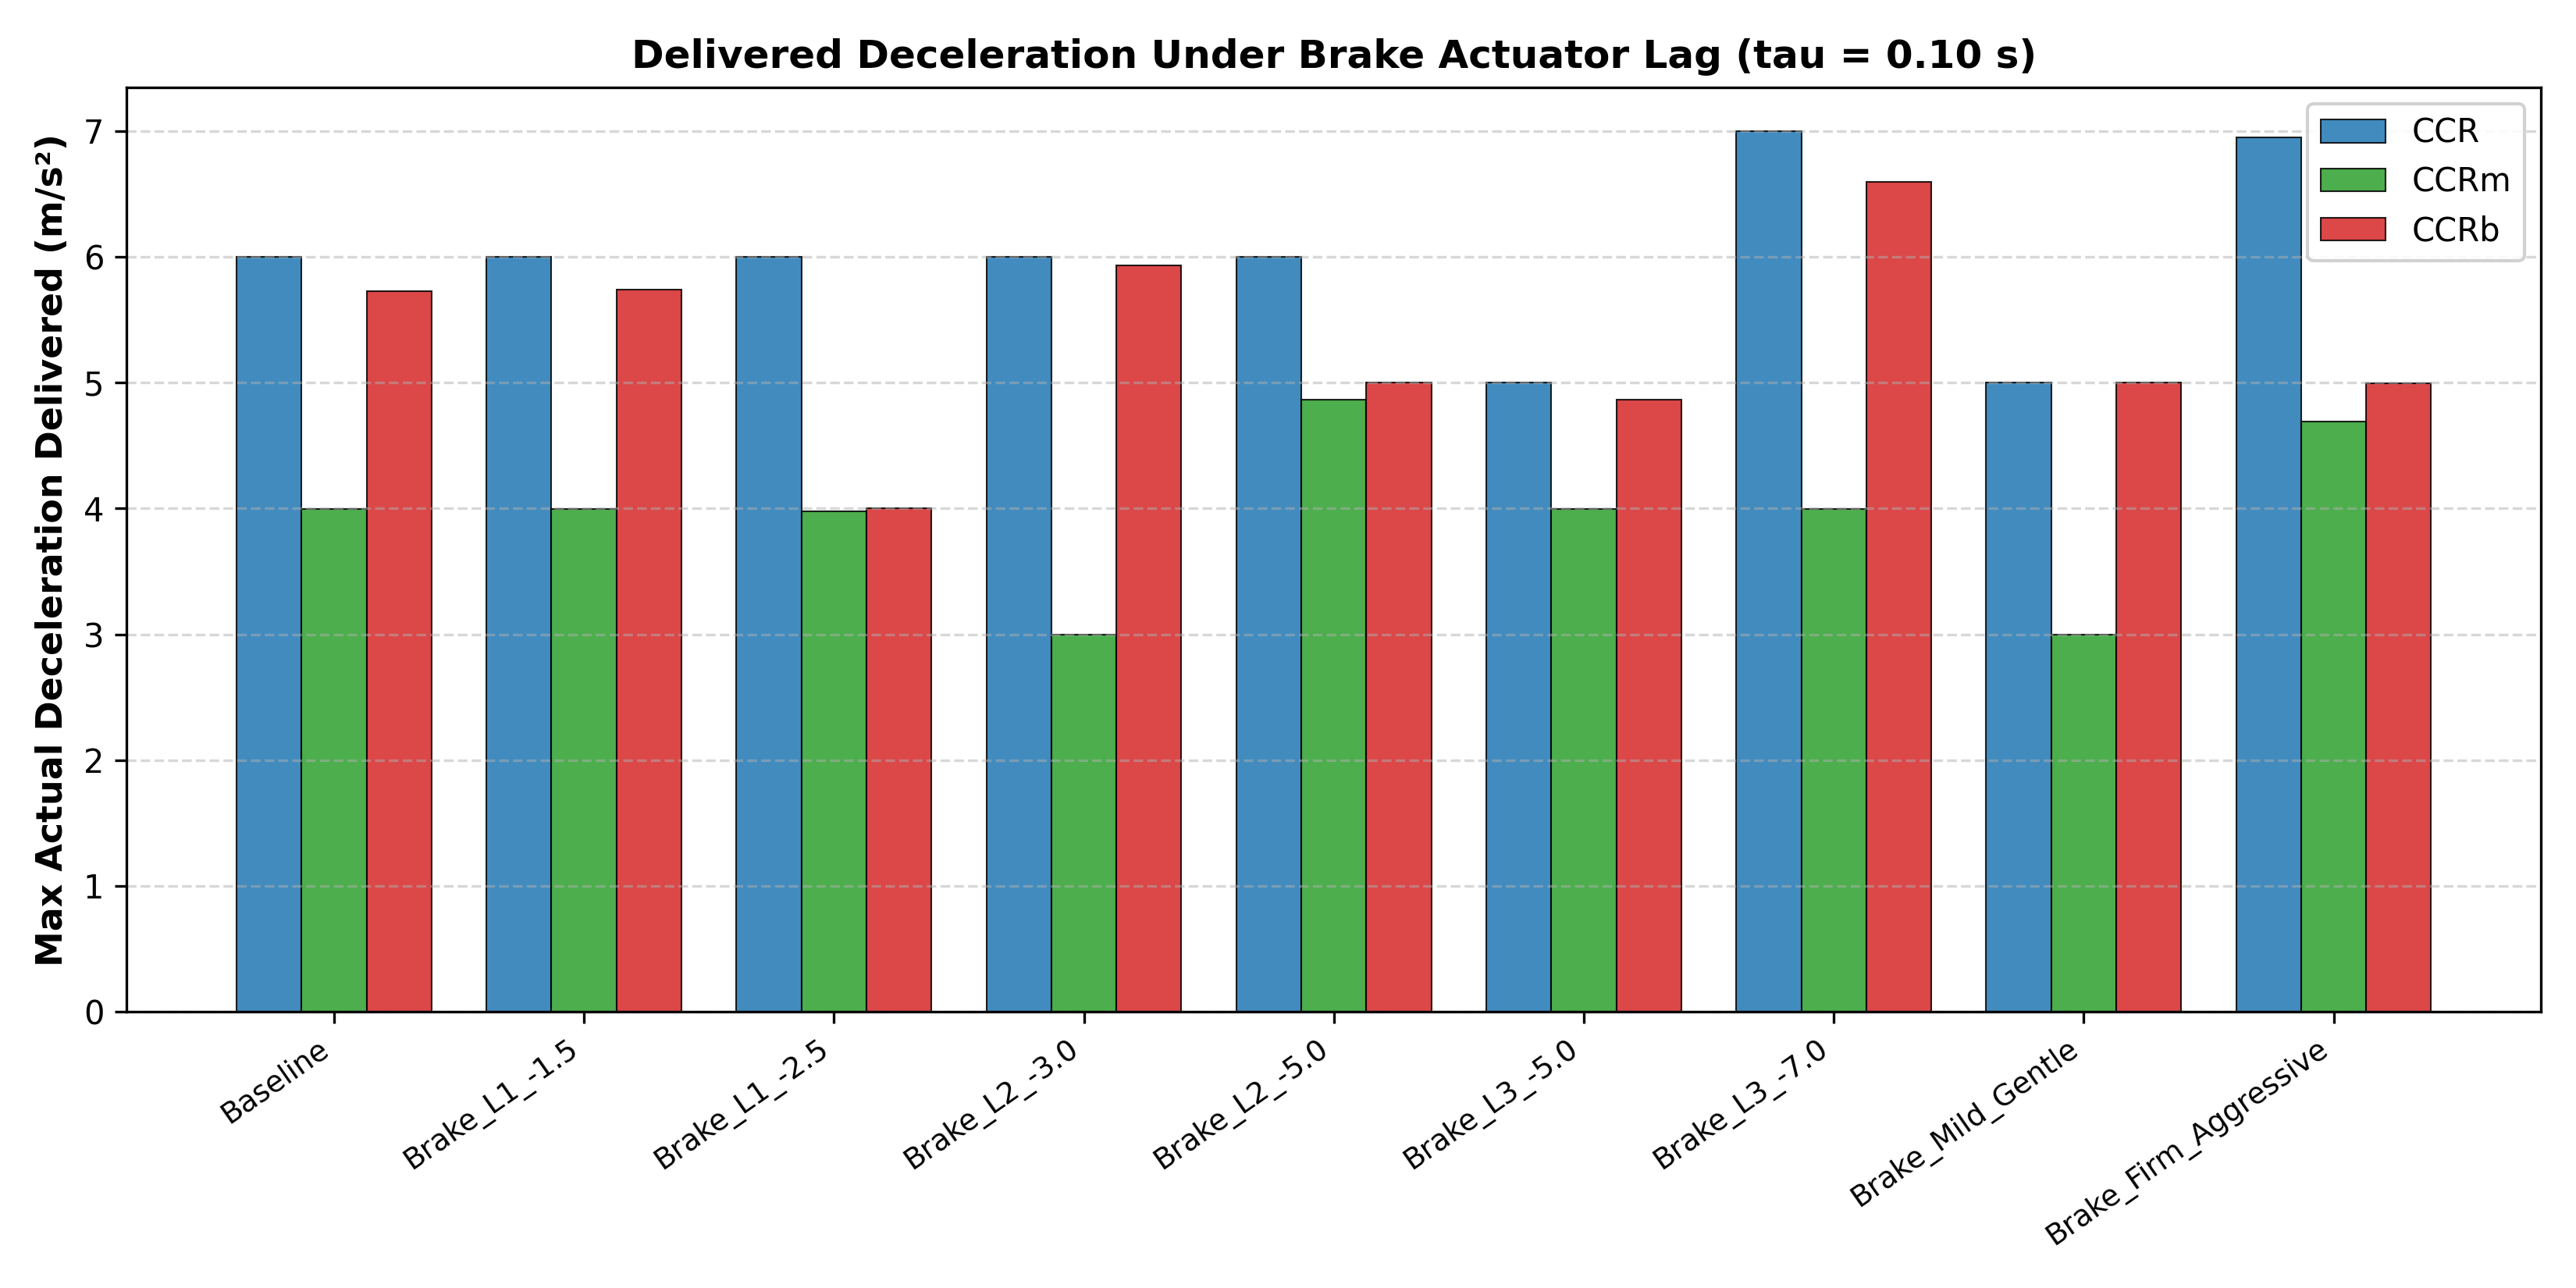 Delivered Deceleration Under Brake Actuator Lag (tau = 0.10 s)
Max Actual Deceleration Delivered (m/s²)
7
6
5
4
3
2
1
0
CCR
CCRm
CCRb
Baseline
Brake_L1_-1.5
Brake_L1_-2.5
Brake_L2_-3.0
Brake_L2_-5.0
Brake_L3_-5.0
Brake_L3_-7.0
Brake_Mild_Gentle
Brake_Firm_Aggressive